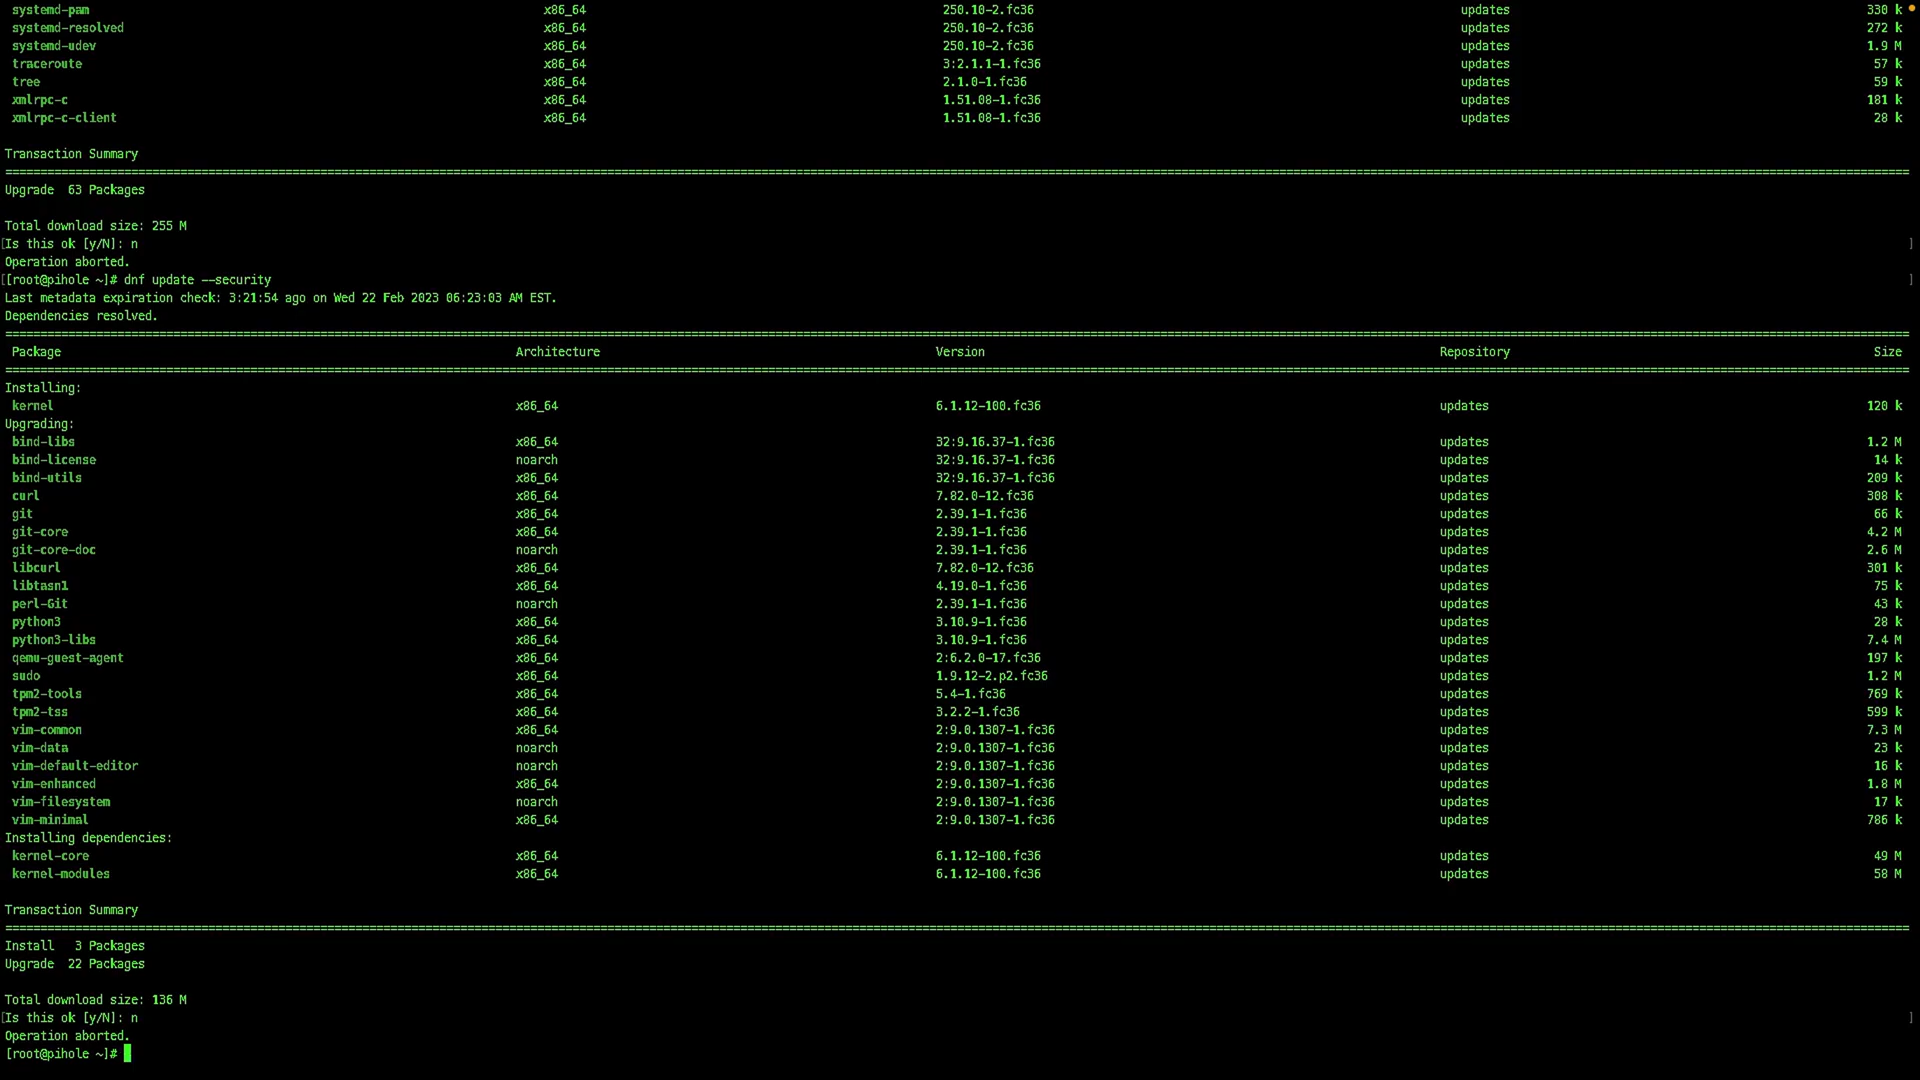 systemd-pam x86_64 250.10-2.fc36 updates 330 k
systemd-resolved x86_64 250.10-2.fc36 updates 272 k
systemd-udev x86_64 250.10-2.fc36 updates 1.9 M
traceroute x86_64 3:2.1.1-1.fc36 updates 57 k
tree x86_64 2.1.0-1.fc36 updates 59 k
xmlrpc-c x86_64 1.51.08-1.fc36 updates 181 k
xmlrpc-c-client x86_64 1.51.08-1.fc36 updates 28 k
Transaction Summary
Upgrade 63 Packages
Total download size: 255 M
[Is this ok [y/N]: n ]
Operation aborted.
[[root@pihole ~]# dnf update --security ]
Last metadata expiration check: 3:21:54 ago on Wed 22 Feb 2023 06:23:03 AM EST.
Dependencies resolved.
Package Architecture Version Repository Size
Installing:
kernel x86_64 6.1.12-100.fc36 updates 120 k
Upgrading:
bind-libs x86_64 32:9.16.37-1.fc36 updates 1.2 M
bind-license noarch 32:9.16.37-1.fc36 updates 14 k
bind-utils x86_64 32:9.16.37-1.fc36 updates 209 k
curl x86_64 7.82.0-12.fc36 updates 308 k
git x86_64 2.39.1-1.fc36 updates 66 k
git-core x86_64 2.39.1-1.fc36 updates 4.2 M
git-core-doc noarch 2.39.1-1.fc36 updates 2.6 M
libcurl x86_64 7.82.0-12.fc36 updates 301 k
libtasn1 x86_64 4.19.0-1.fc36 updates 75 k
perl-Git noarch 2.39.1-1.fc36 updates 43 k
python3 x86_64 3.10.9-1.fc36 updates 28 k
python3-libs x86_64 3.10.9-1.fc36 updates 7.4 M
qemu-guest-agent x86_64 2:6.2.0-17.fc36 updates 197 k
sudo x86_64 1.9.12-2.p2.fc36 updates 1.2 M
tpm2-tools x86_64 5.4-1.fc36 updates 769 k
tpm2-tss x86_64 3.2.2-1.fc36 updates 599 k
vim-common x86_64 2:9.0.1307-1.fc36 updates 7.3 M
vim-data noarch 2:9.0.1307-1.fc36 updates 23 k
vim-default-editor noarch 2:9.0.1307-1.fc36 updates 16 k
vim-enhanced x86_64 2:9.0.1307-1.fc36 updates 1.8 M
vim-filesystem noarch 2:9.0.1307-1.fc36 updates 17 k
vim-minimal x86_64 2:9.0.1307-1.fc36 updates 786 k
Installing dependencies:
kernel-core x86_64 6.1.12-100.fc36 updates 49 M
kernel-modules x86_64 6.1.12-100.fc36 updates 58 M
Transaction Summary
Install 3 Packages
Upgrade 22 Packages
Total download size: 136 M
[Is this ok [y/N]: n ]
Operation aborted.
[root@pihole ~]#